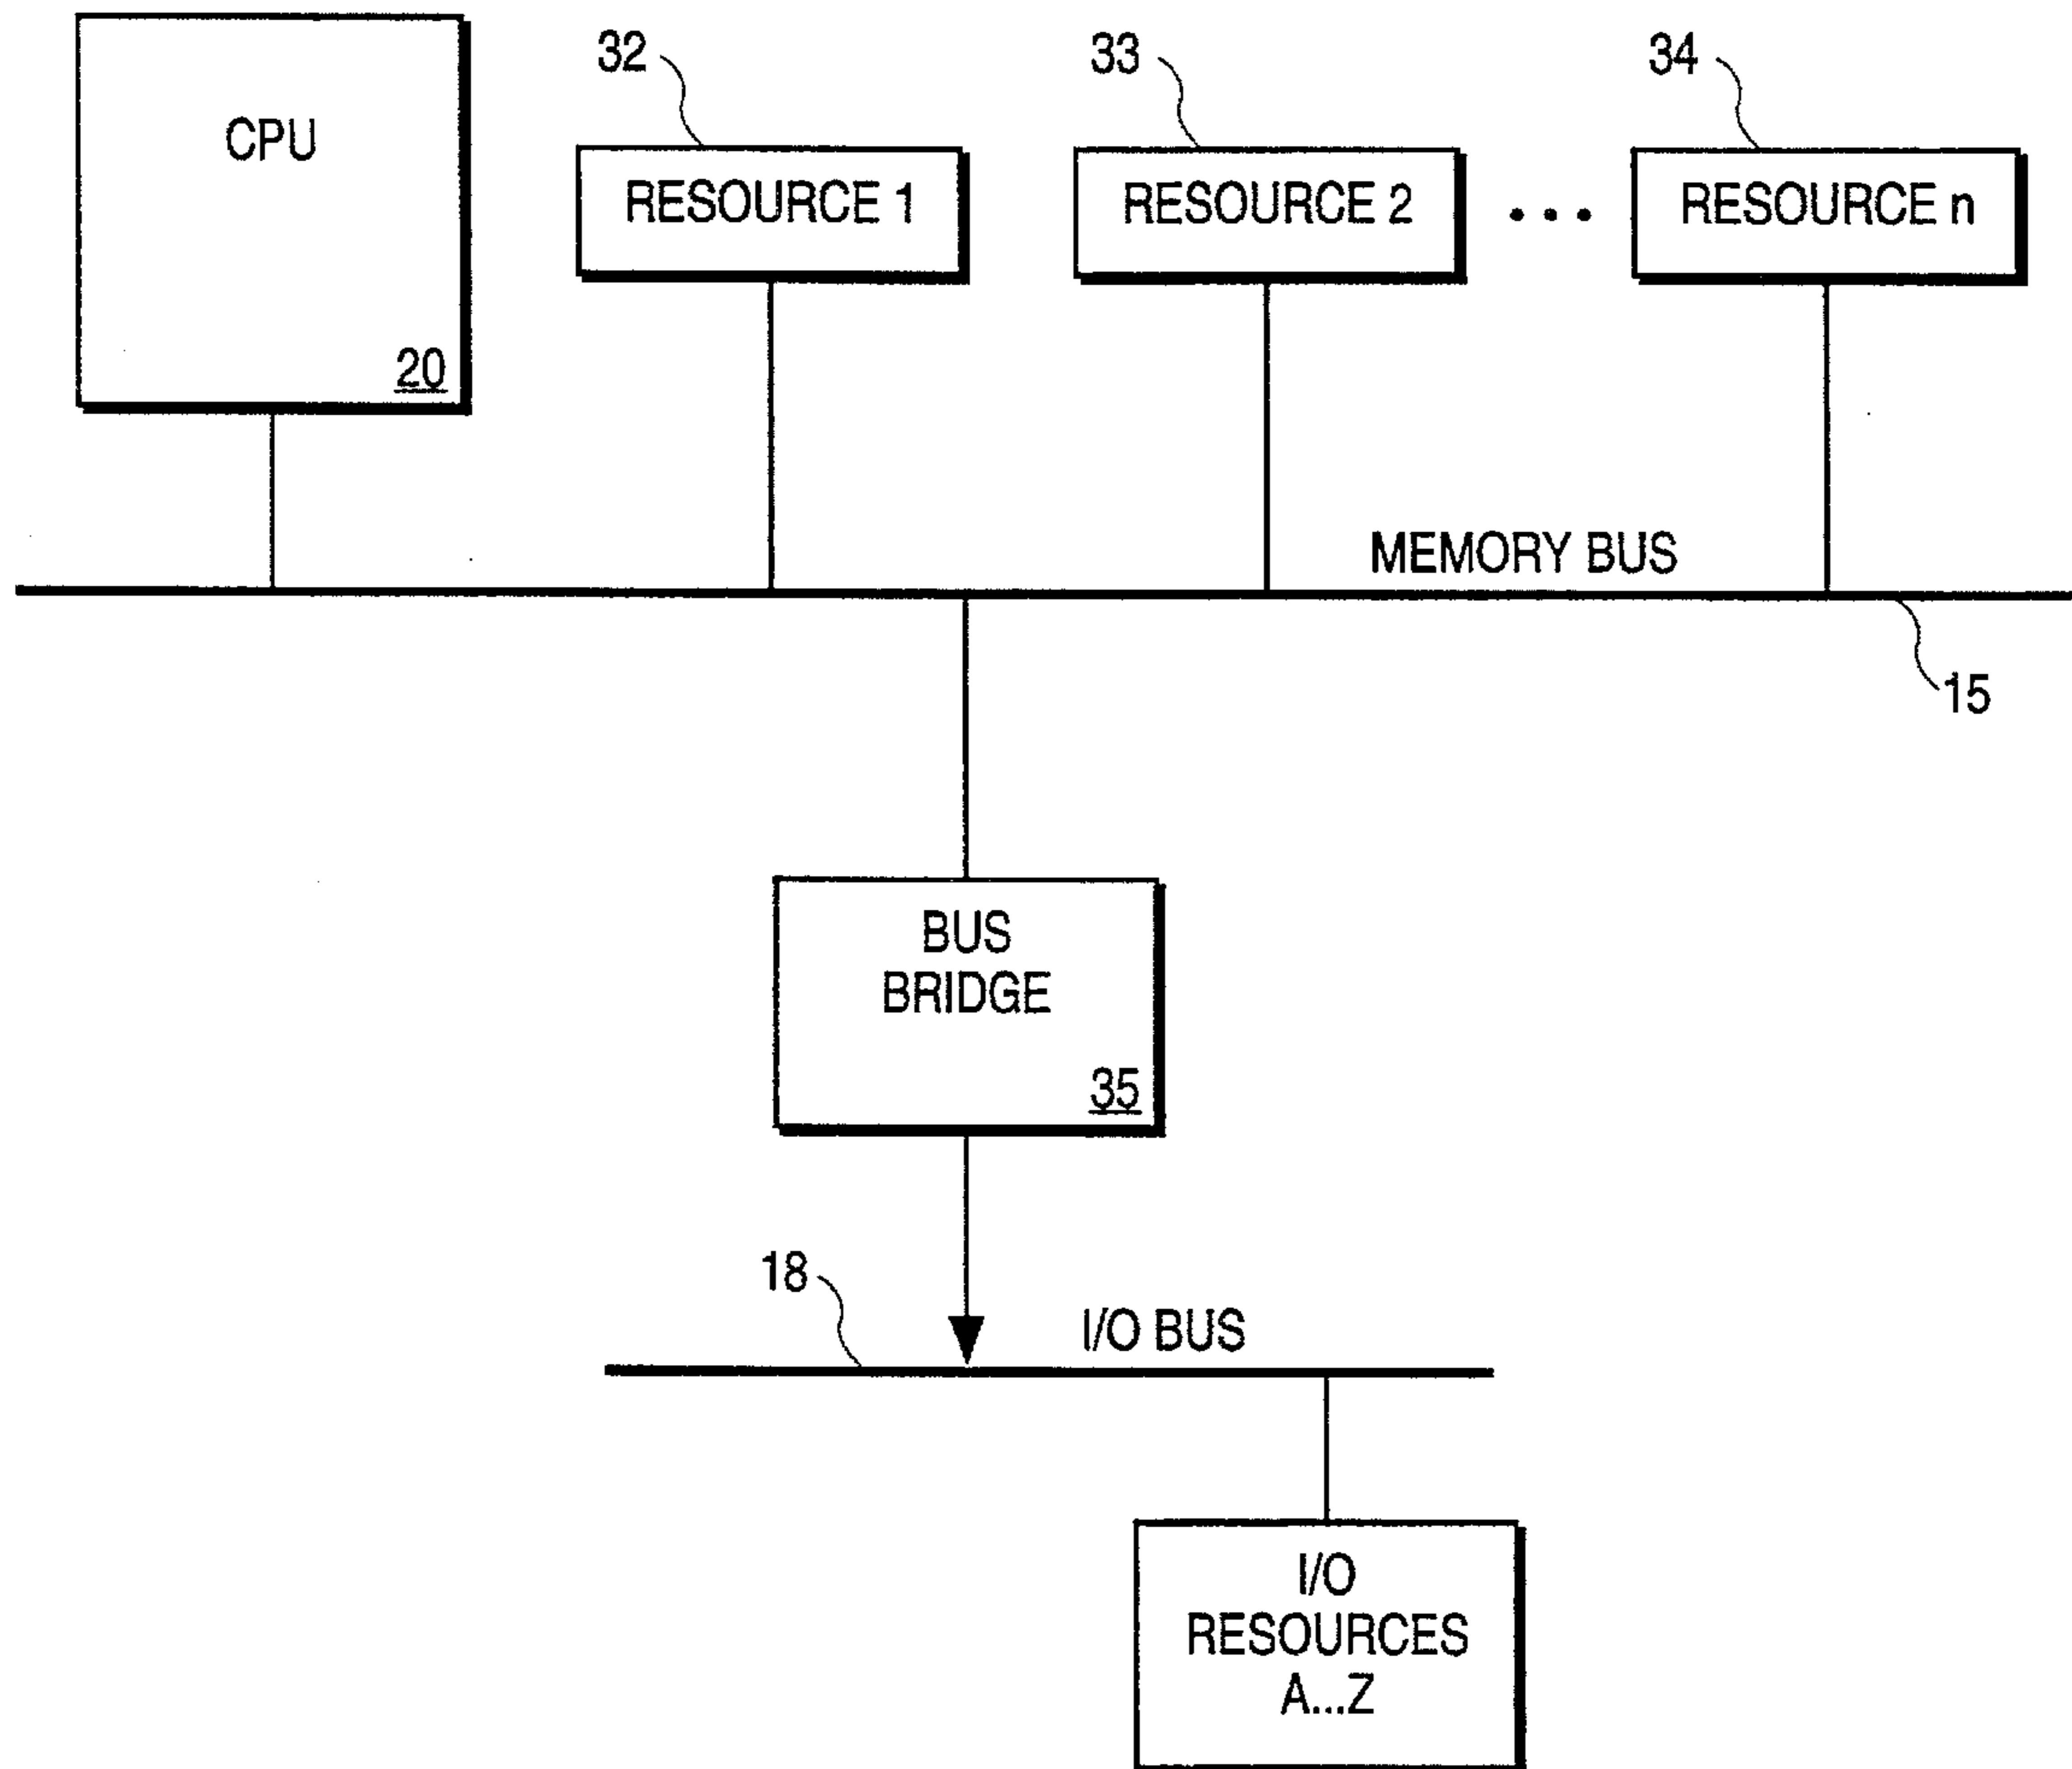 CPU
20
32
RESOURCE 1
33
RESOURCE 2
...
34
RESOURCE n
MEMORY BUS
15
BUS
BRIDGE
35
18
I/O BUS
I/O
RESOURCES
A...Z